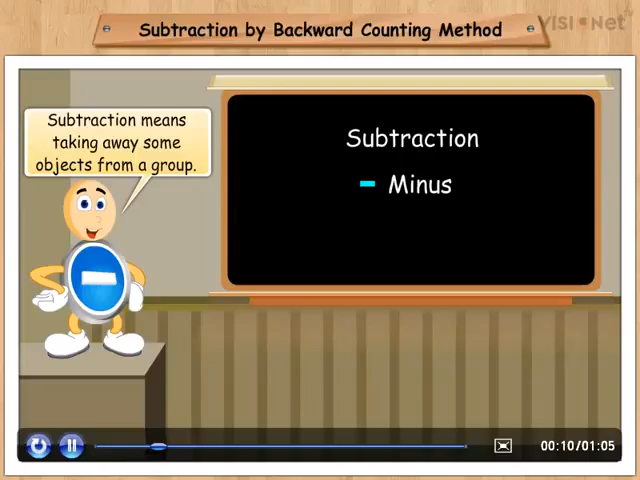 Subtraction by Backward Counting Method
VISI Net
Subtraction means
taking away some
objects from a group.
Subtraction
- Minus
00:10/01:05